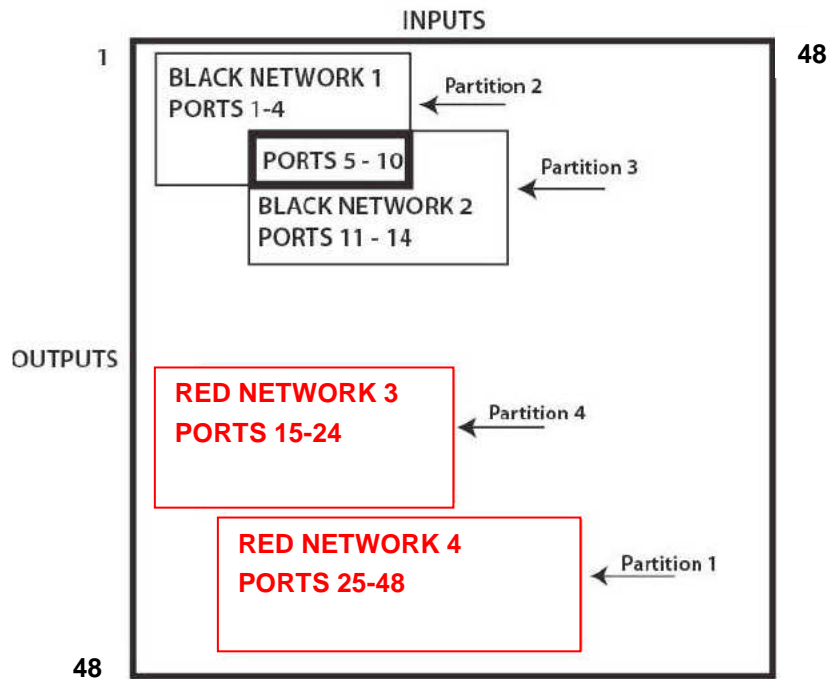 INPUTS
1
48
BLACK NETWORK 1
PORTS 1-4
Partition 2
PORTS 5 - 10
Partition 3
BLACK NETWORK 2
PORTS 11 - 14
OUTPUTS
RED NETWORK 3
PORTS 15-24
Partition 4
RED NETWORK 4
PORTS 25-48
Partition 1
48